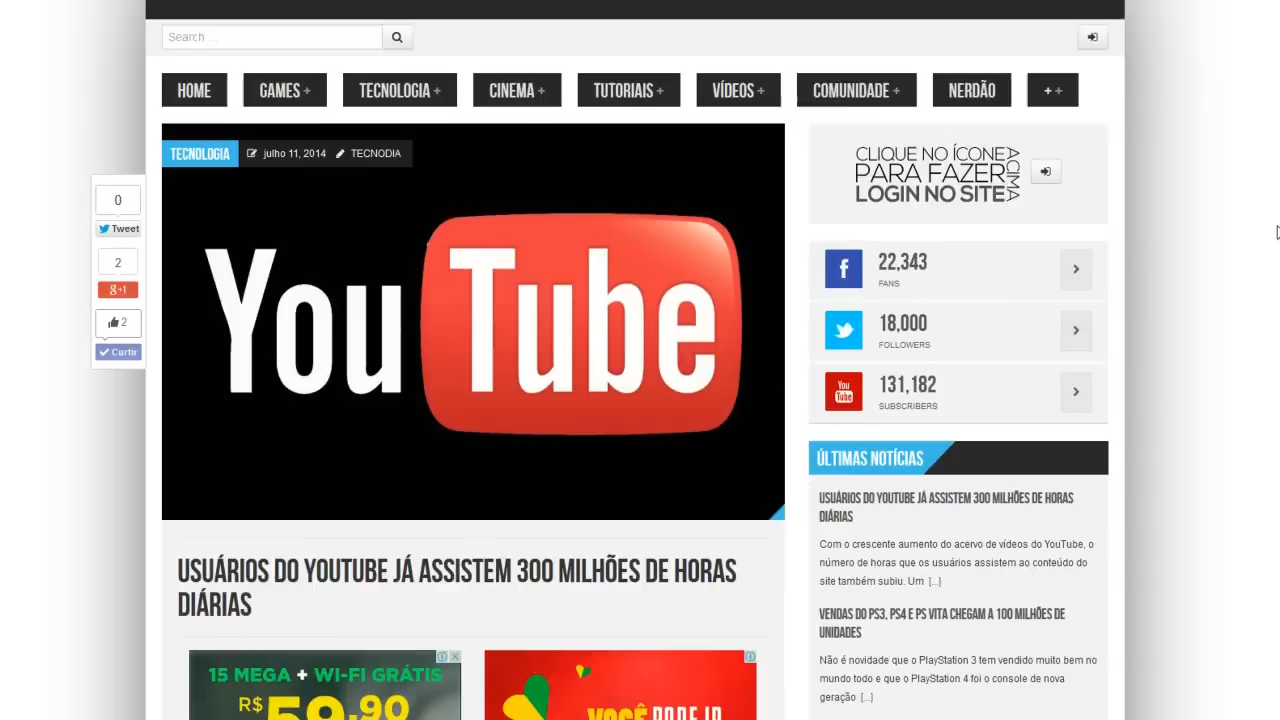 Search ...
HOME
GAMES +
TECNOLOGIA +
CINEMA +
TUTORIAIS +
VÍDEOS +
COMUNIDADE +
NERDÃO
+ +
TECNOLOGIA
julho 11, 2014
TECNODIA
YouTube
0
Tweet
2
g+1
2
Curtir
CLIQUE NO ÍCONE
PARA FAZER
LOGIN NO SITE
ACIMA
22,343
FANS
18,000
FOLLOWERS
You
Tube
131,182
SUBSCRIBERS
USUÁRIOS DO YOUTUBE JÁ ASSISTEM 300 MILHÕES DE HORAS
DIÁRIAS
15 MEGA + WI-FI GRÁTIS
R$ 59,90
VOCÊ PODE IR
ÚLTIMAS NOTÍCIAS
USUÁRIOS DO YOUTUBE JÁ ASSISTEM 300 MILHÕES DE HORAS
DIÁRIAS
Com o crescente aumento do acervo de vídeos do YouTube, o
número de horas que os usuários assistem ao conteúdo do
site também subiu. Um [...]
VENDAS DO PS3, PS4 E PS VITA CHEGAM A 100 MILHÕES DE
UNIDADES
Não é novidade que o PlayStation 3 tem vendido muito bem no
mundo todo e que o PlayStation 4 foi o console de nova
geração [...]